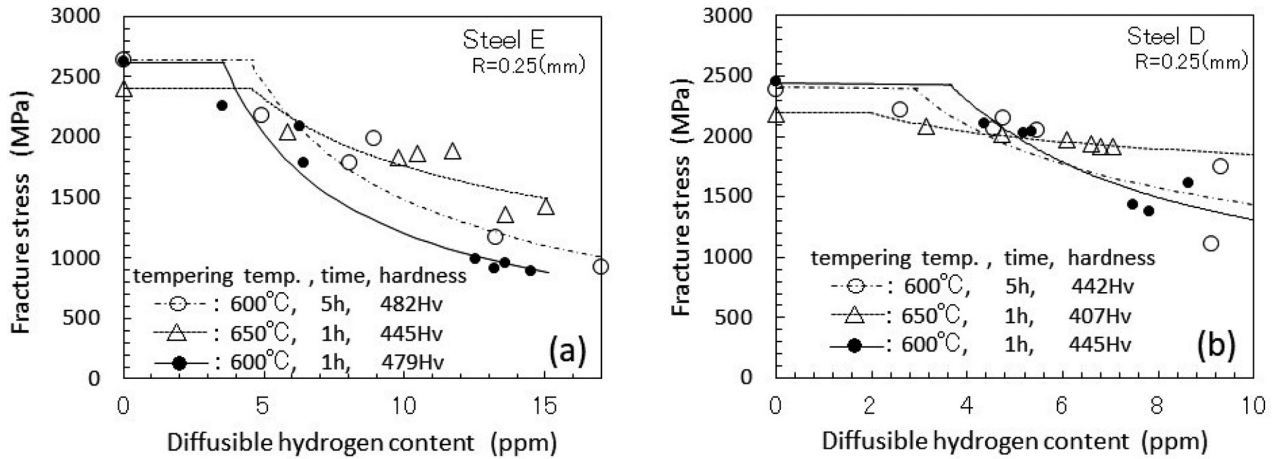 Fracture stress (MPa)
3000
2500
2000
1500
1000
500
0
Steel E
R=0.25(mm)
tempering temp. , time, hardness
: 600℃, 5h, 482Hv
: 650℃, 1h, 445Hv
: 600℃, 1h, 479Hv
(a)
0 5 10 15
Diffusible hydrogen content (ppm)
Fracture stress (MPa)
3000
2500
2000
1500
1000
500
0
Steel D
R=0.25(mm)
tempering temp. , time, hardness
: 600℃, 5h, 442Hv
: 650℃, 1h, 407Hv
: 600℃, 1h, 445Hv
(b)
0 2 4 6 8 10
Diffusible hydrogen content (ppm)